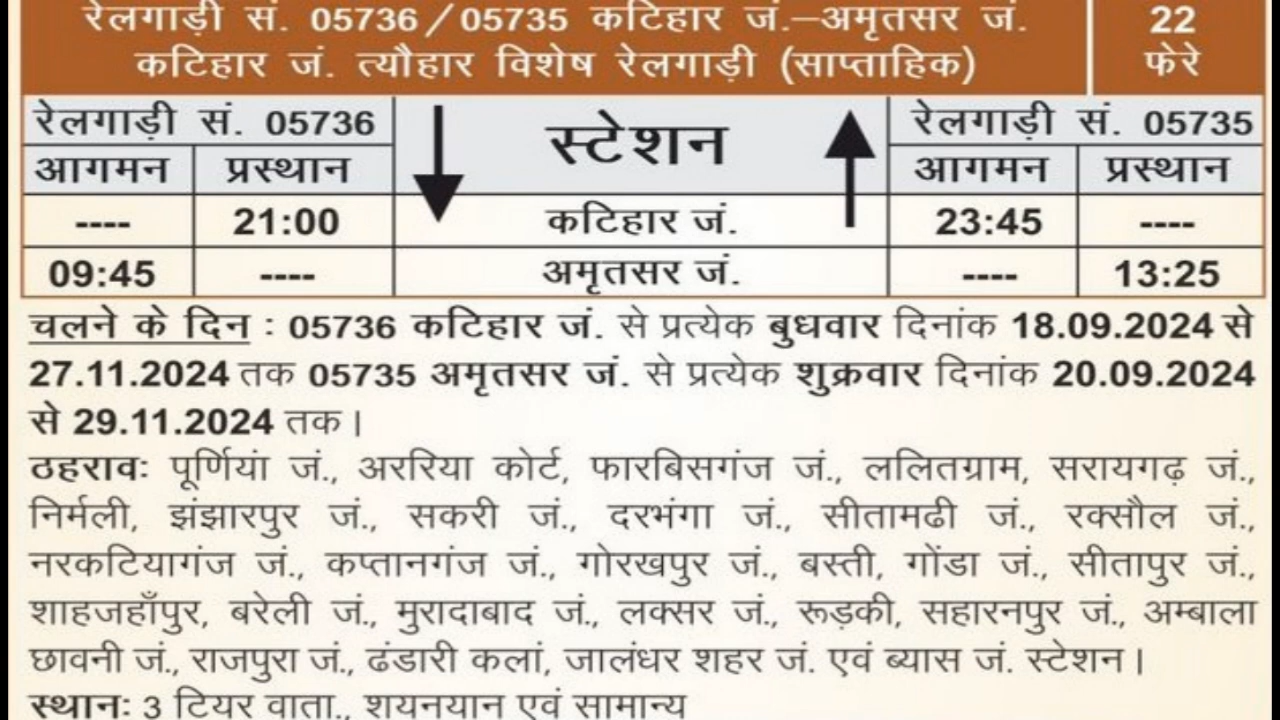 रेलगाड़ी सं. 05736/05735 कटिहार जं.–अमृतसर जं.
कटिहार जं. त्यौहार विशेष रेलगाड़ी (साप्ताहिक)
22
फेरे
रेलगाड़ी सं. 05736
स्टेशन
रेलगाड़ी सं. 05735
आगमन प्रस्थान
आगमन प्रस्थान
---- 21:00 कटिहार जं. 23:45 ----
09:45 ---- अमृतसर जं. ---- 13:25
चलने के दिन : 05736 कटिहार जं. से प्रत्येक बुधवार दिनांक 18.09.2024 से
27.11.2024 तक 05735 अमृतसर जं. से प्रत्येक शुक्रवार दिनांक 20.09.2024
से 29.11.2024 तक।
ठहरावः पूर्णियां जं., अररिया कोर्ट, फारबिसगंज जं., ललितग्राम, सरायगढ़ जं.,
निर्मली, झंझारपुर जं., सकरी जं., दरभंगा जं., सीतामढी जं., रक्सौल जं.,
नरकटियागंज जं., कप्तानगंज जं., गोरखपुर जं., बस्ती, गोंडा जं., सीतापुर जं.,
शाहजहाँपुर, बरेली जं., मुरादाबाद जं., लक्सर जं., रूड़की, सहारनपुर जं., अम्बाला
छावनी जं., राजपुरा जं., ढंडारी कलां, जालंधर शहर जं. एवं ब्यास जं. स्टेशन।
स्थानः 3 टियर वाता., शयनयान एवं सामान्य